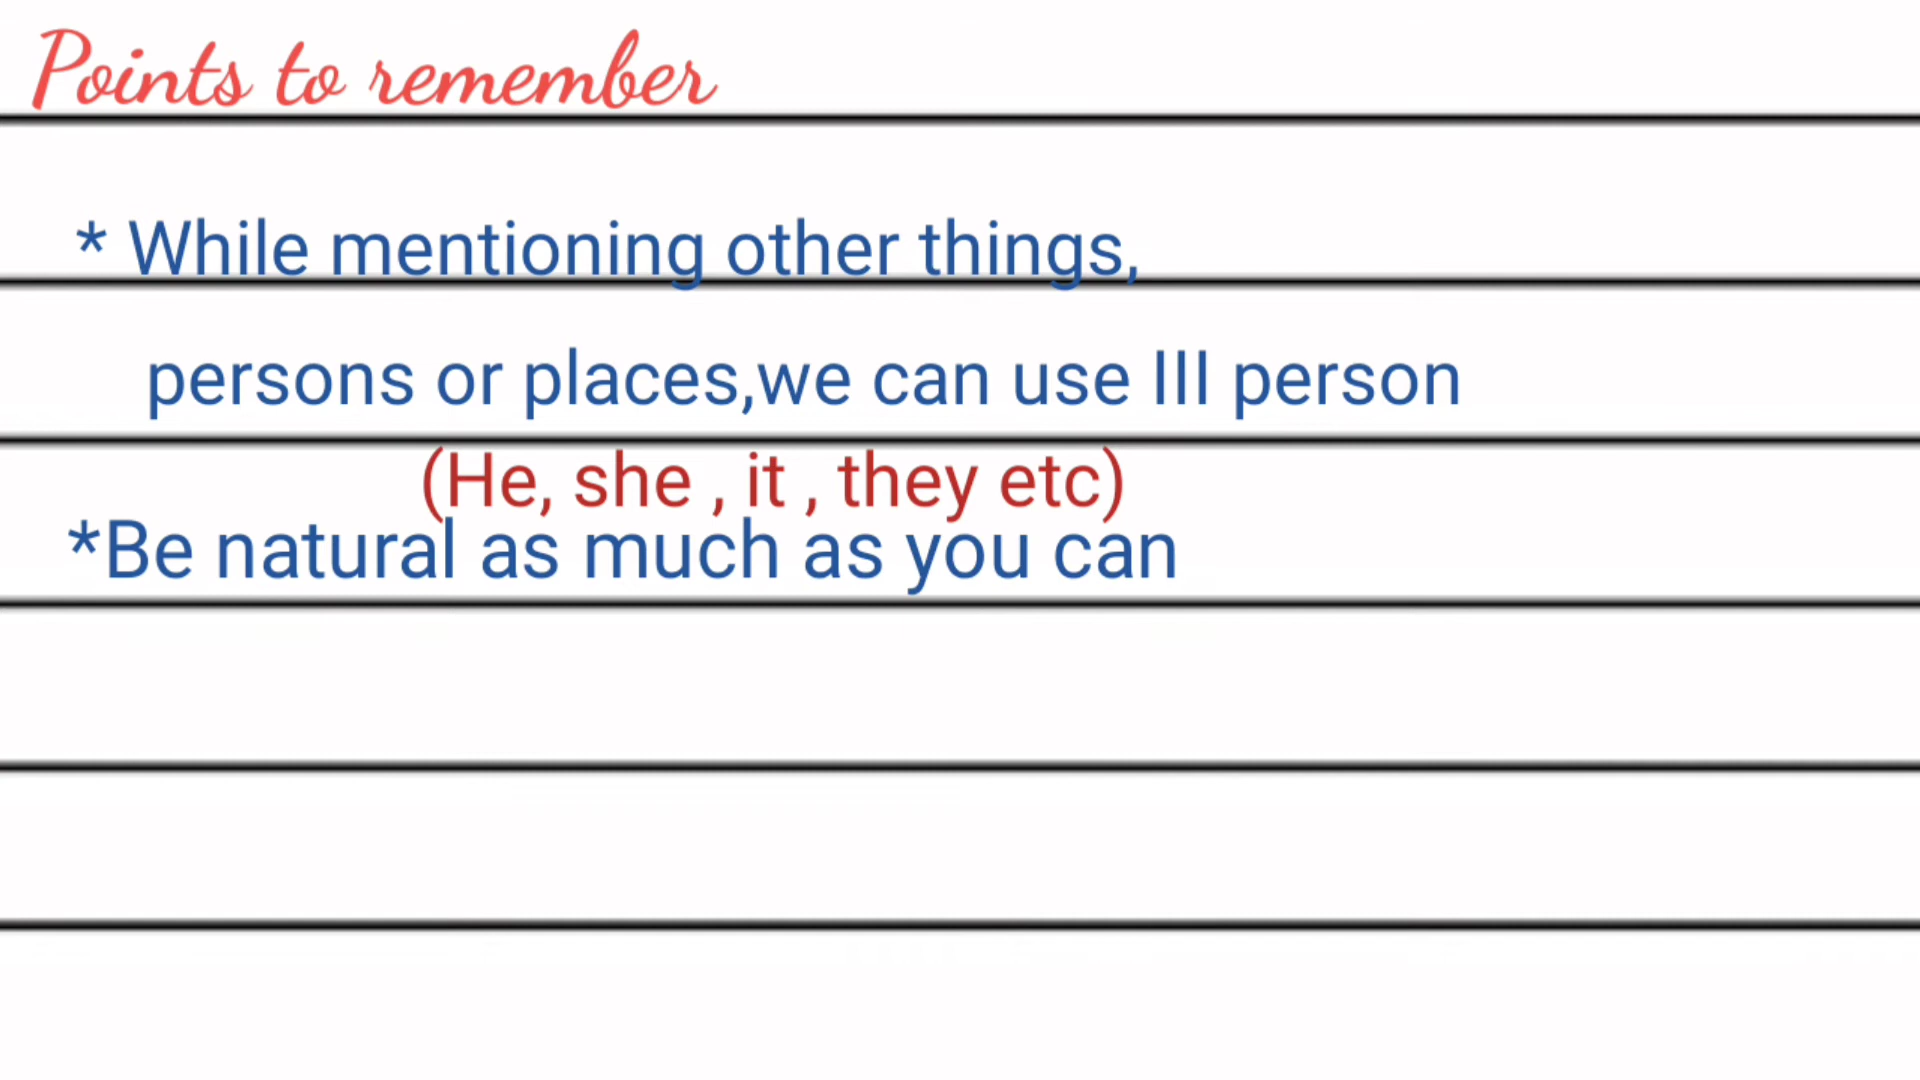 Points to remember
* While mentioning other things,
persons or places,we can use III person
(He, she , it , they etc)
*Be natural as much as you can